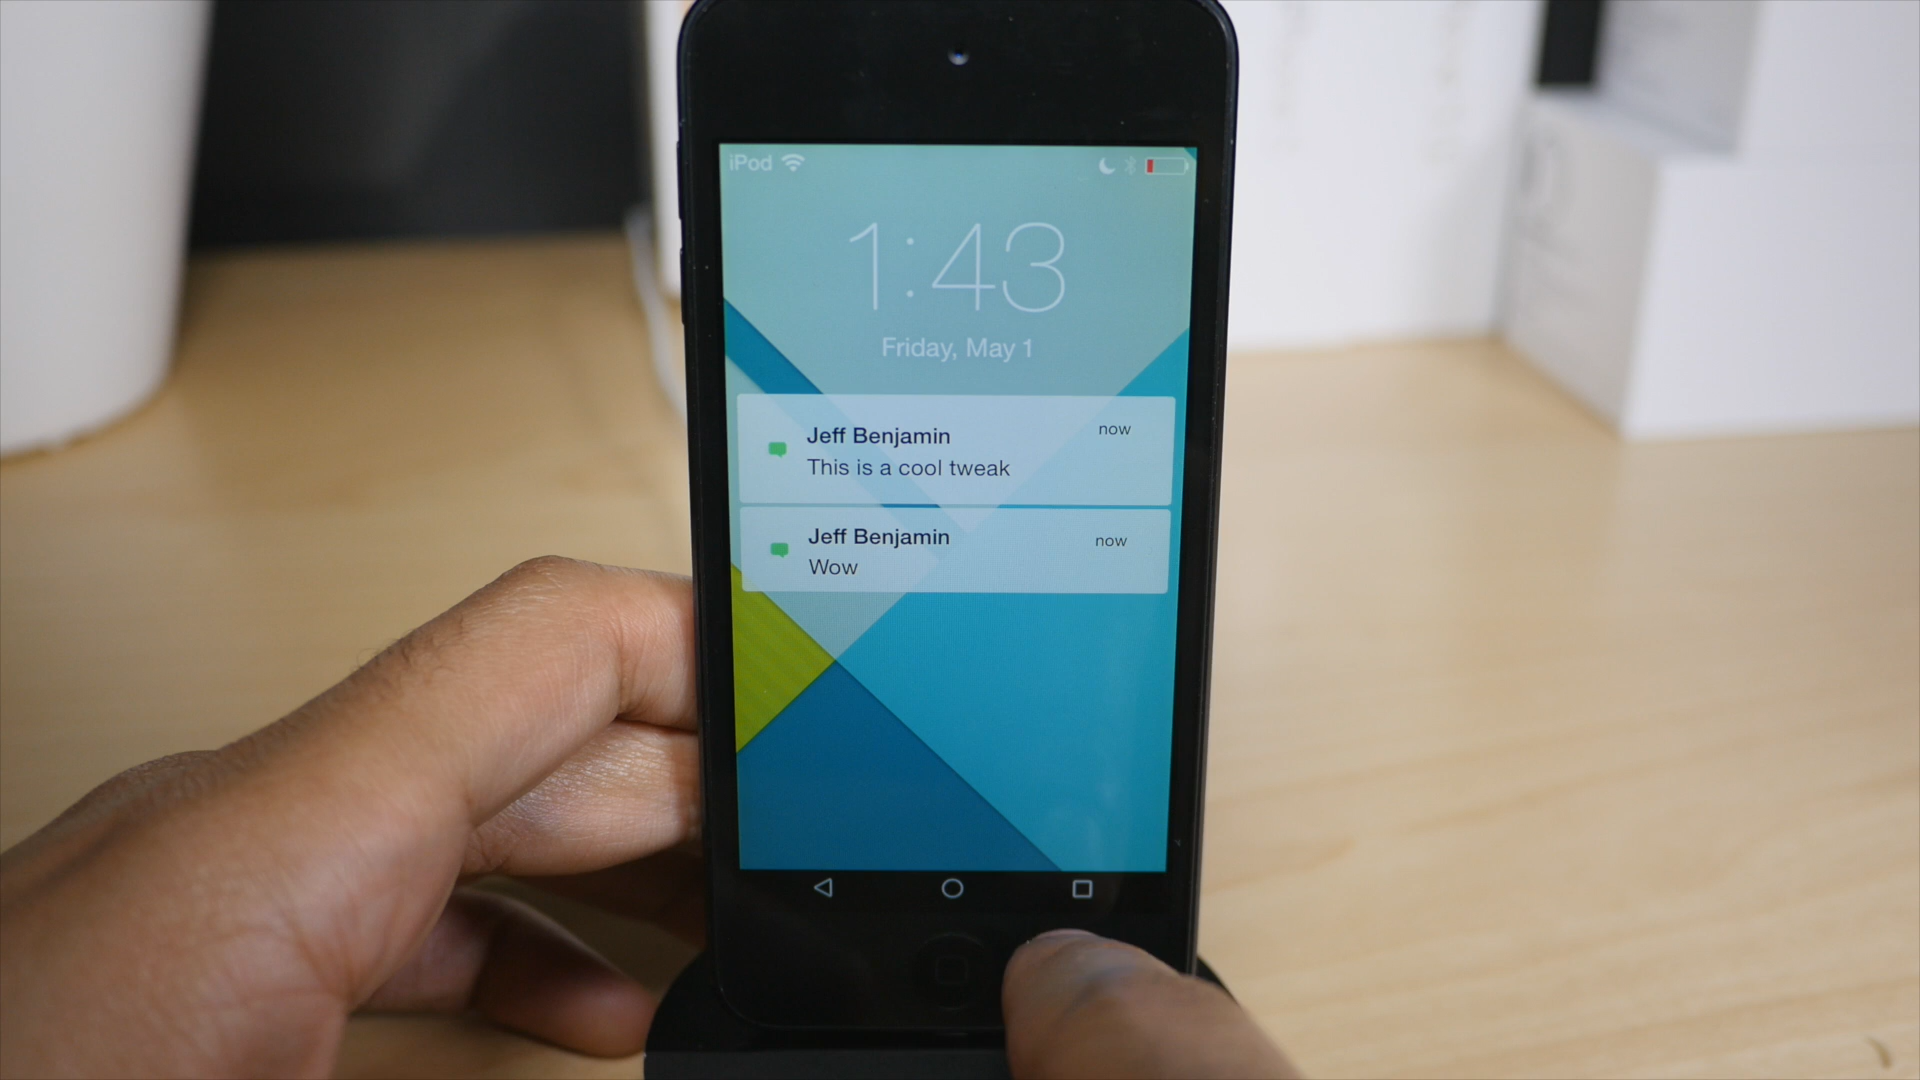 iPod
1:43
Friday, May 1
Jeff Benjamin
now
This is a cool tweak
Jeff Benjamin
now
Wow